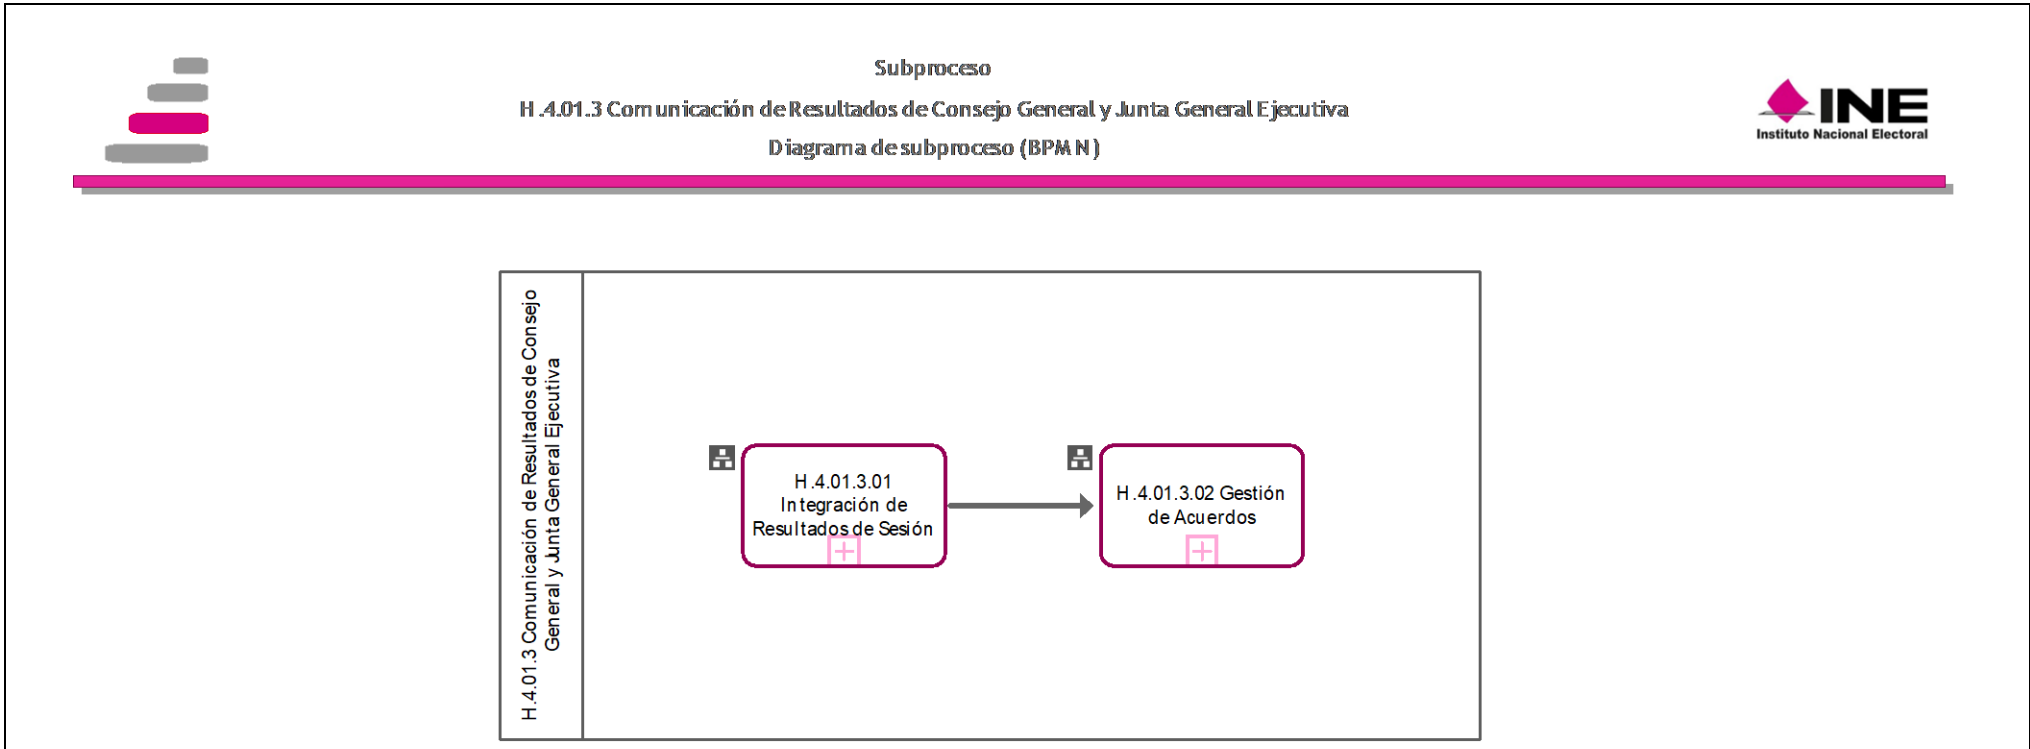 Subproceso
H.4.01.3 Comunicación de Resultados de Consejo General y Junta General Ejecutiva
Diagrama de subproceso (BPMN)
INE
Instituto Nacional Electoral
H.4.01.3 Comunicación de Resultados de Consejo
General y Junta General Ejecutiva
H.4.01.3.01
Integración de
Resultados de Sesión
H.4.01.3.02 Gestión
de Acuerdos